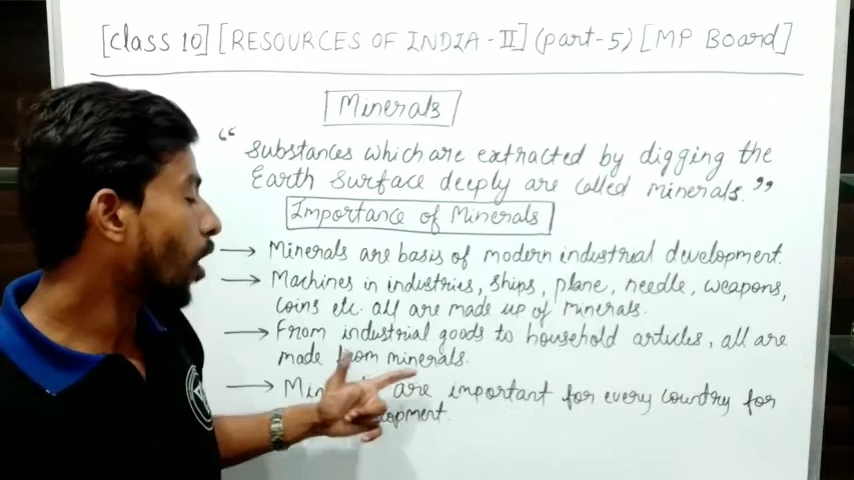 [Class 10] [RESOURCES OF INDIA - II] (part-5) [MP Board]
Minerals
“ Substances which are extracted by digging the
Earth Surface deeply are called minerals. ”
Importance of Minerals
→ Minerals are basis of modern industrial development.
→ Machines in industries, ships, plane, needle, weapons,
coins etc. all are made up of minerals.
→ From industrial goods to household articles, all are
made from minerals.
→ are important for every country for